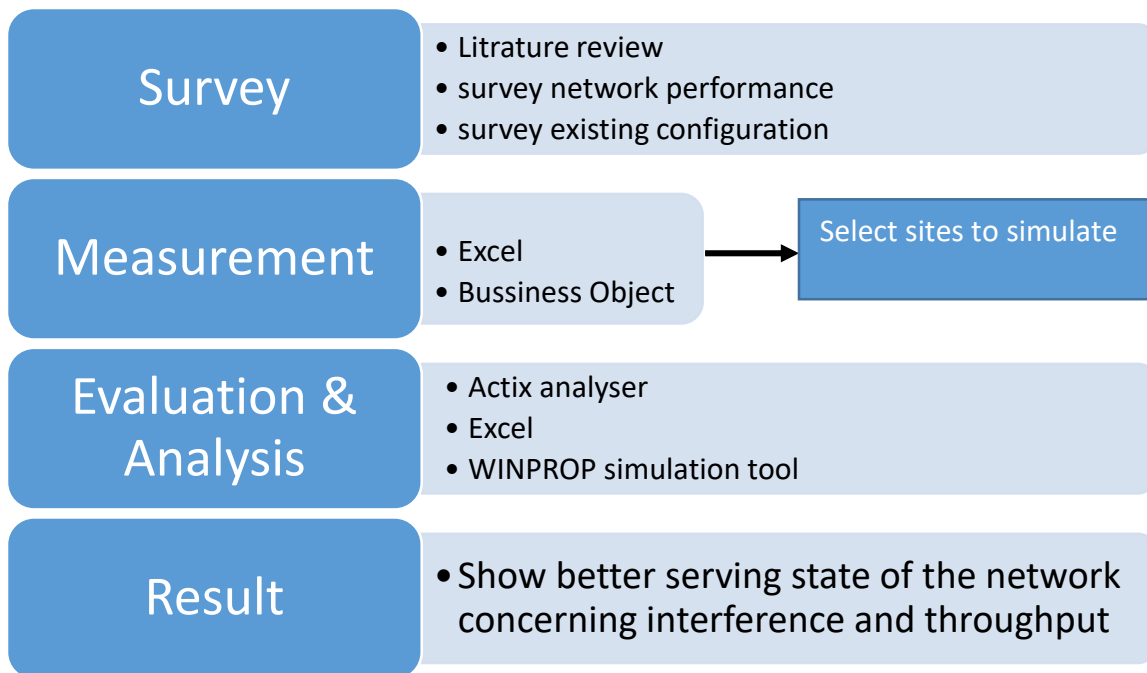 Survey
• Litrature review
• survey network performance
• survey existing configuration
Measurement
• Excel
• Bussiness Object
Select sites to simulate
Evaluation &
Analysis
• Actix analyser
• Excel
• WINPROP simulation tool
Result
• Show better serving state of the network
concerning interference and throughput